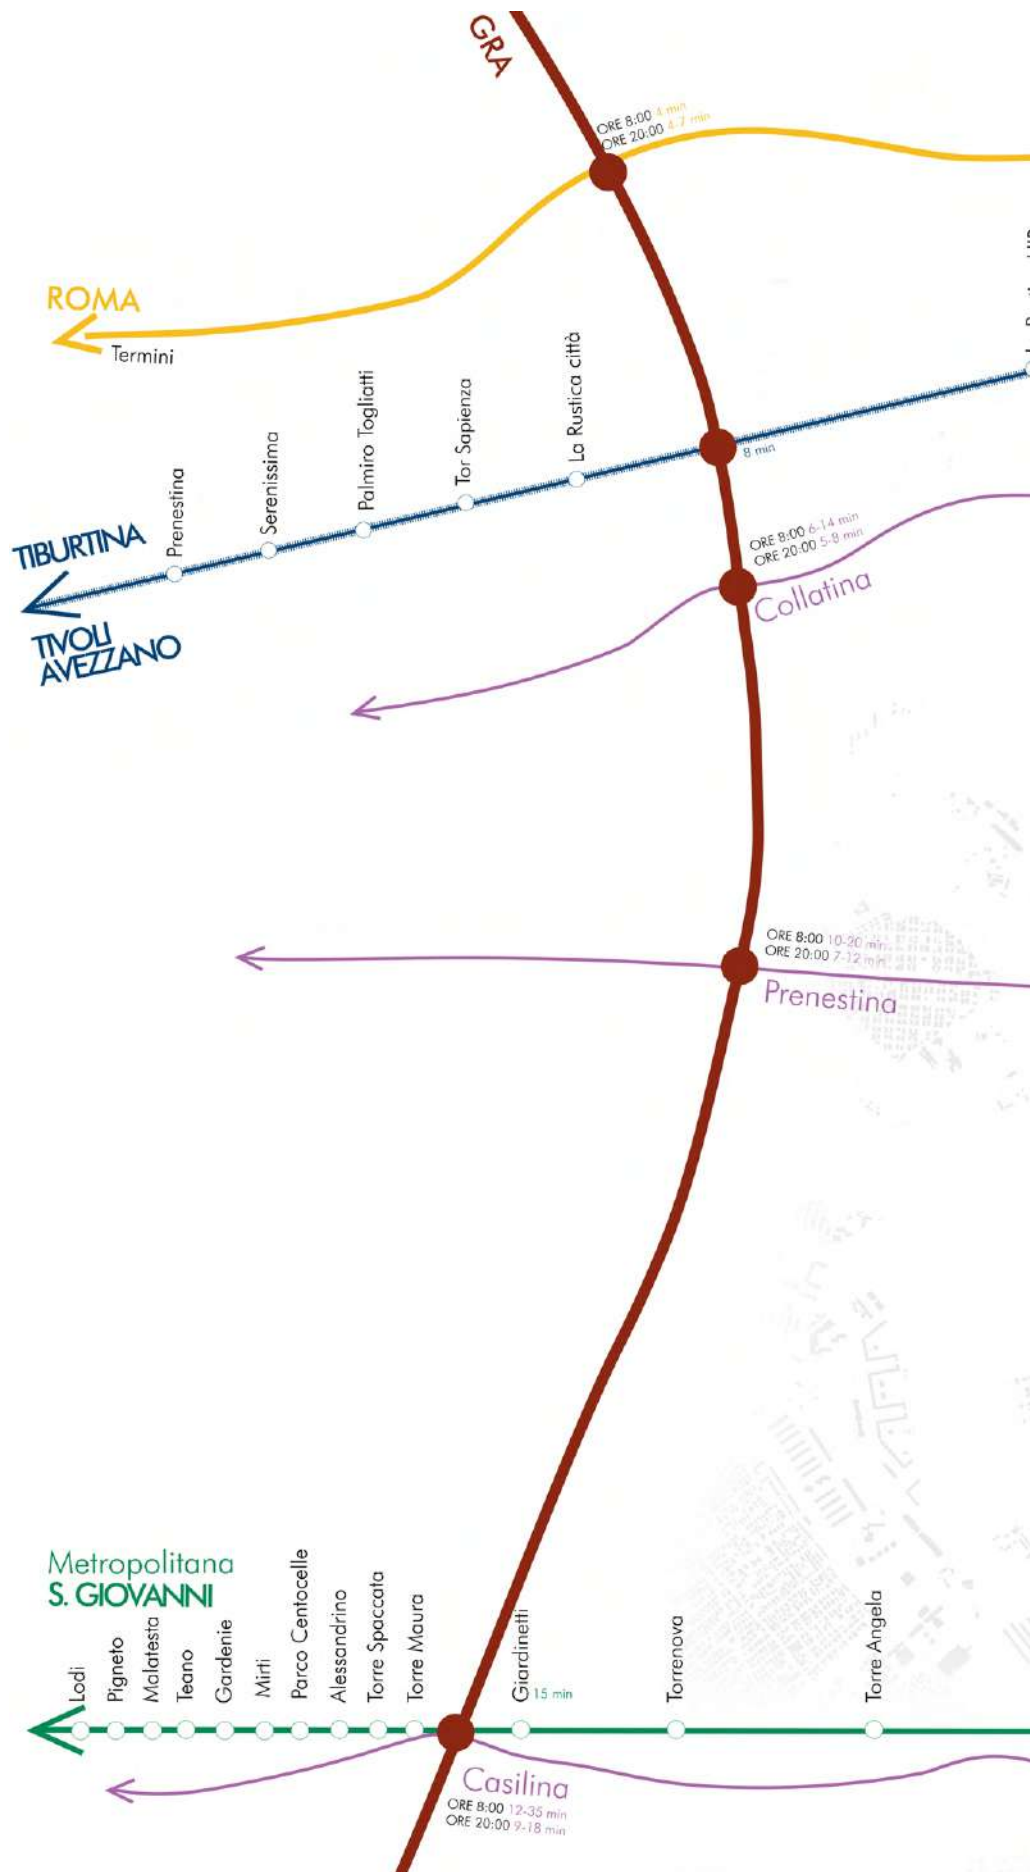 GRA
ORE 8:00 4 min
ORE 20:00 4-7 min
ROMA
Termini
Prenestina
Serenissima
Palmiro Togliatti
Tor Sapienza
La Rustica città
8 min
TIBURTINA
TIVOLI
AVEZZANO
ORE 8:00 6-14 min
ORE 20:00 5-8 min
Collatina
ORE 8:00 10-20 min
ORE 20:00 7-12 min
Prenestina
Metropolitana
S. GIOVANNI
Lodi
Pigneto
Malatesta
Teano
Gardenie
Mirti
Parco Centocelle
Alessandrino
Torre Spaccata
Torre Maura
Giardinetti
15 min
Torrenova
Torre Angela
Casilina
ORE 8:00 12-35 min
ORE 20:00 9-18 min